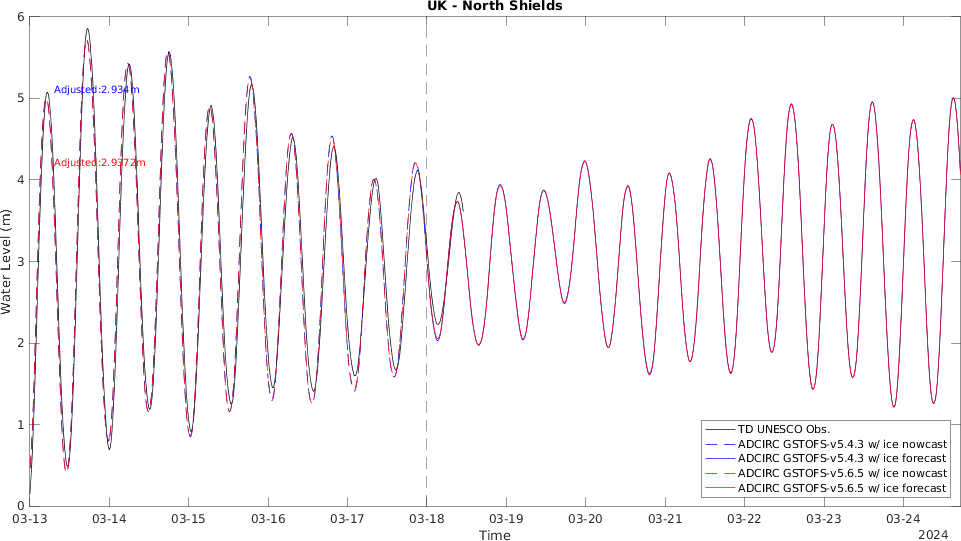 UK - North Shields
6
5
4
3
2
1
0
Water Level (m)
Adjusted:2.934m
Adjusted:2.9372m
TD UNESCO Obs.
ADCIRC GSTOFS-v5.4.3 w/ ice nowcast
ADCIRC GSTOFS-v5.4.3 w/ ice forecast
ADCIRC GSTOFS-v5.6.5 w/ ice nowcast
ADCIRC GSTOFS-v5.6.5 w/ ice forecast
03-13 03-14 03-15 03-16 03-17 03-18 03-19 03-20 03-21 03-22 03-23 03-24
Time
2024